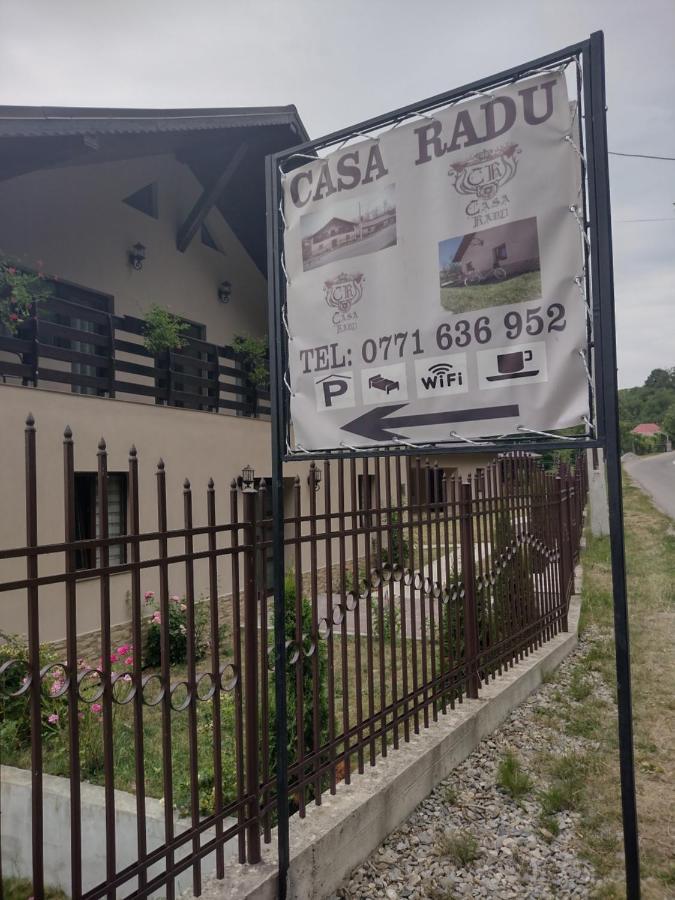 CASA RADU
CR
CASA
RADU
CR
CASA
RADU
TEL: 0771 636 952
P
WiFi